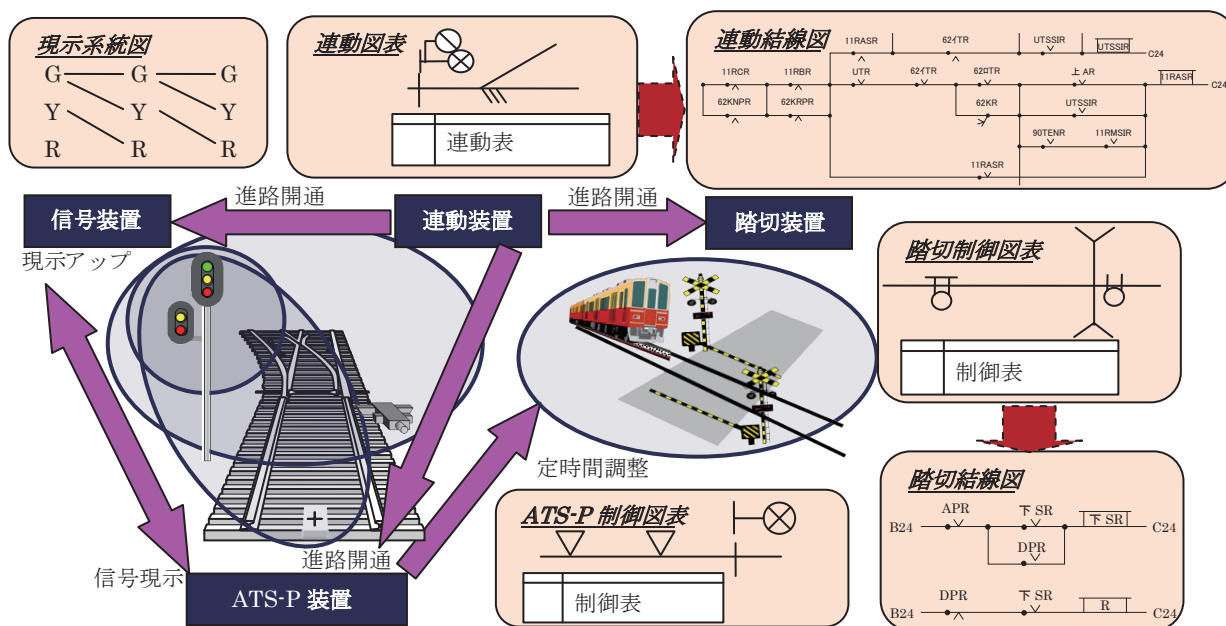 現示系統図
G G G
Y Y Y
R R R
連動図表
連動表
連動結線図
11RASR 62イTR UTSSIR UTSSIR C24
11RCR 11RBR UTR 62イTR 62ロTR 上 AR 11RASR C24
62KNPR 62KRPR 62KR UTSSIR
90TENR 11RMSIR
11RASR
進路開通 進路開通
信号装置 連動装置 踏切装置
現示アップ
踏切制御図表
制御表
定時間調整
踏切結線図
B24 APR 下 SR 下 SR C24
DPR
B24 DPR 下 SR R C24
ATS-P 制御図表
制御表
進路開通
信号現示
ATS-P 装置